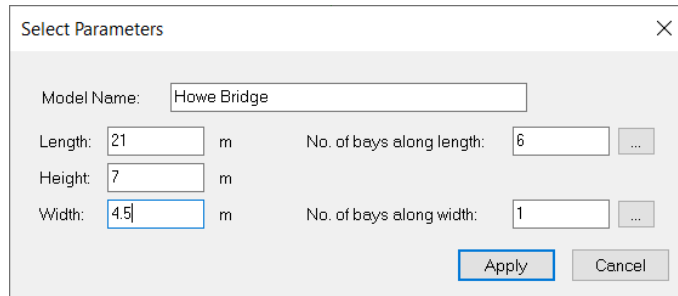 Select Parameters
Model Name: Howe Bridge
Length: 21 m No. of bays along length: 6 ...
Height: 7 m
Width: 4.5 m No. of bays along width: 1 ...
Apply Cancel